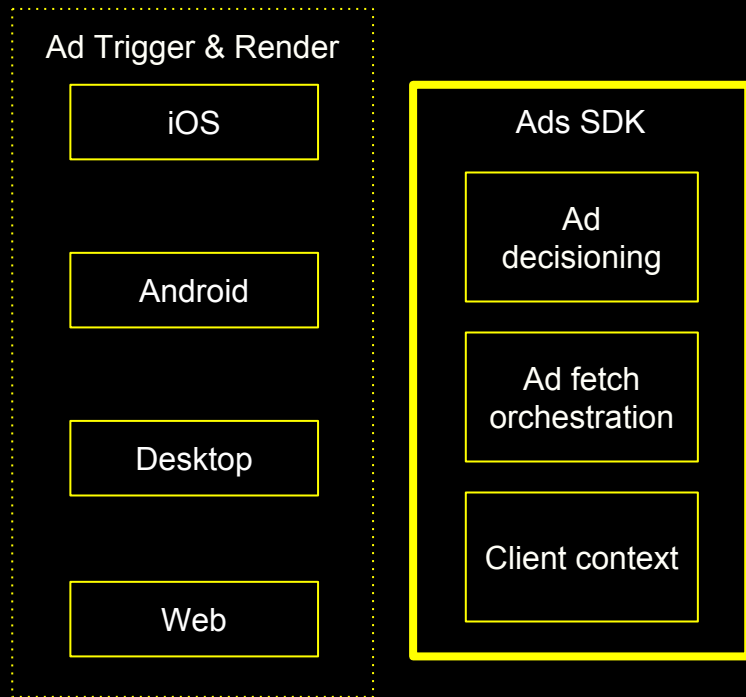 Ad Trigger & Render
iOS
Android
Desktop
Web
Ads SDK
Ad
decisioning
Ad fetch
orchestration
Client context